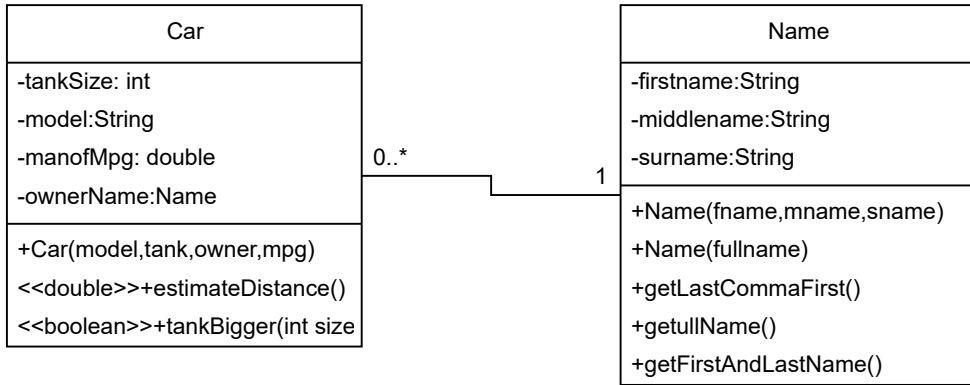 Car
-tankSize: int
-model:String
-manofMpg: double
-ownerName:Name
+Car(model,tank,owner,mpg)
<<double>>+estimateDistance()
<<boolean>>+tankBigger(int size
0..*
1
Name
-firstname:String
-middlename:String
-surname:String
+Name(fname,mname,sname)
+Name(fullname)
+getLastCommaFirst()
+getullName()
+getFirstAndLastName()